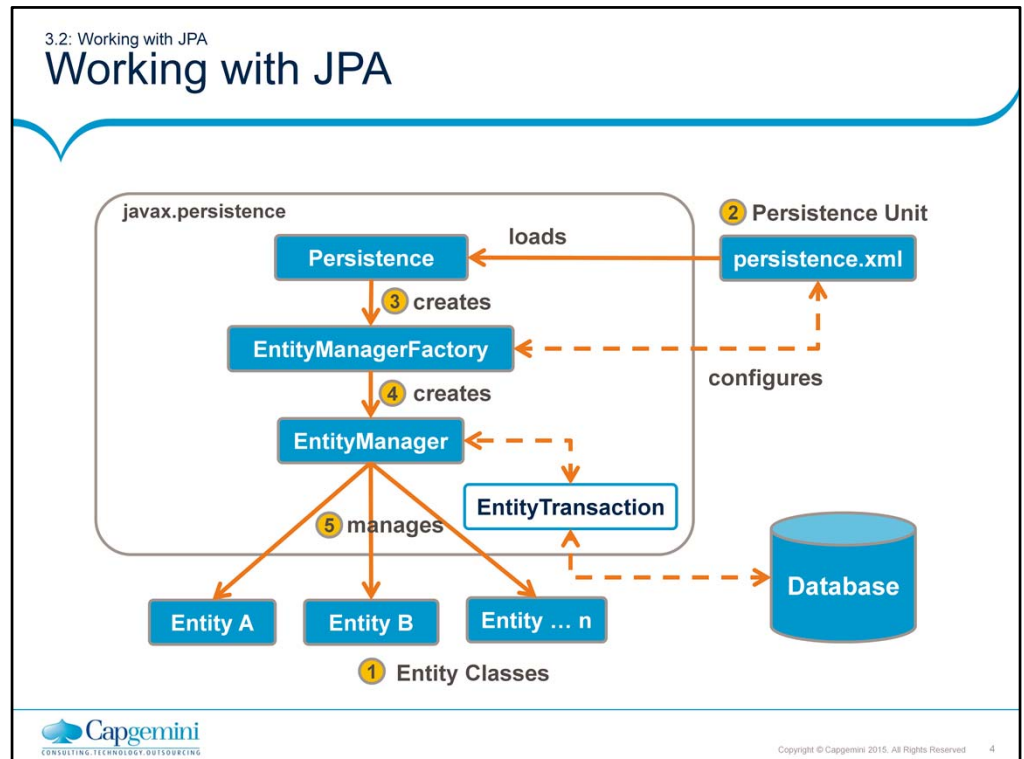 3.2: Working with JPA
Working with JPA
javax.persistence
2 Persistence Unit
Persistence
loads
persistence.xml
3 creates
EntityManagerFactory
configures
4 creates
EntityManager
EntityTransaction
5 manages
Database
Entity A
Entity B
Entity … n
1 Entity Classes
Capgemini
CONSULTING.TECHNOLOGY.OUTSOURCING
Copyright © Capgemini 2015. All Rights Reserved 4